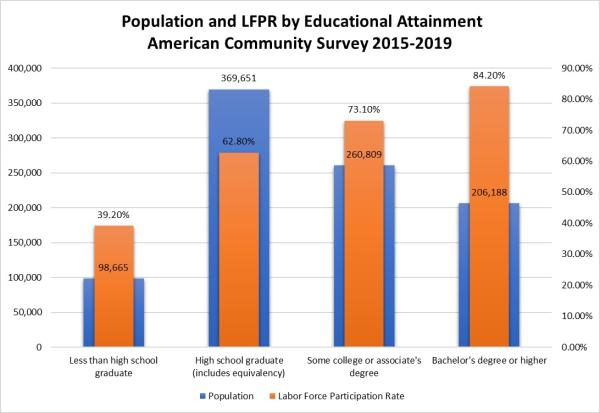 Population and LFPR by Educational Attainment
American Community Survey 2015-2019
400,000
350,000
300,000
250,000
200,000
150,000
100,000
50,000
0
90.00%
80.00%
70.00%
60.00%
50.00%
40.00%
30.00%
20.00%
10.00%
0.00%
39.20%
98,665
369,651
62.80%
73.10%
260,809
84.20%
206,188
Less than high school
graduate
High school graduate
(includes equivalency)
Some college or associate's
degree
Bachelor's degree or higher
Population
Labor Force Participation Rate